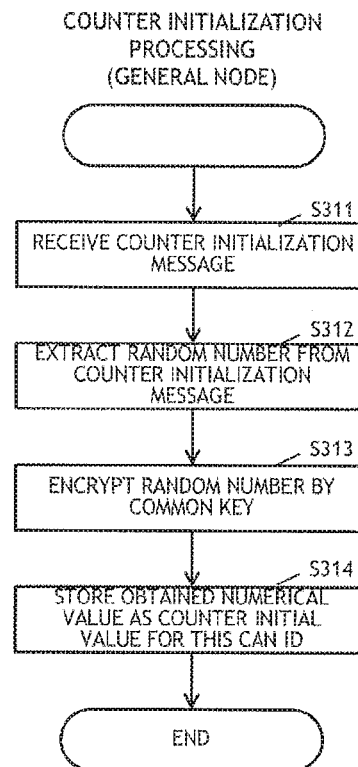 COUNTER INITIALIZATION
PROCESSING
(GENERAL NODE)
S311
RECEIVE COUNTER INITIALIZATION
MESSAGE
S312
EXTRACT RANDOM NUMBER FROM
COUNTER INITIALIZATION
MESSAGE
S313
ENCRYPT RANDOM NUMBER BY
COMMON KEY
S314
STORE OBTAINED NUMERICAL
VALUE AS COUNTER INITIAL
VALUE FOR THIS CAN ID
END